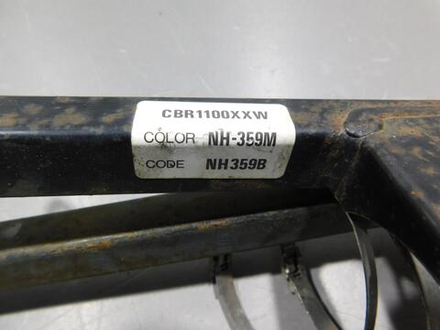 CBR1100XXW
COLOR NH-359M
CODE NH359B